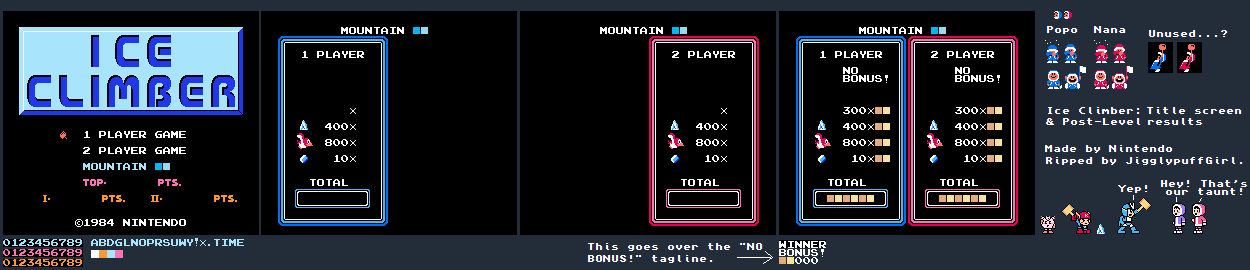 ICE
CLIMBER
1 PLAYER GAME
2 PLAYER GAME
MOUNTAIN
TOP· PTS.
I· PTS. II· PTS.
©1984 NINTENDO
0123456789 ABDGLNOPRSUWY!×.TIME
0123456789
0123456789
MOUNTAIN
1 PLAYER
×
400×
800×
10×
TOTAL
MOUNTAIN
2 PLAYER
×
400×
800×
10×
TOTAL
MOUNTAIN
1 PLAYER
NO
BONUS!
300×
400×
800×
10×
TOTAL
2 PLAYER
NO
BONUS!
300×
400×
800×
10×
TOTAL
This goes over the "NO
BONUS!" tagline.
WINNER
BONUS!
000
Popo Nana
Unused...?
Ice Climber: Title screen
& Post-Level results
Made by Nintendo
Ripped by JigglypuffGirl.
Yep!
Hey! That's
our taunt!